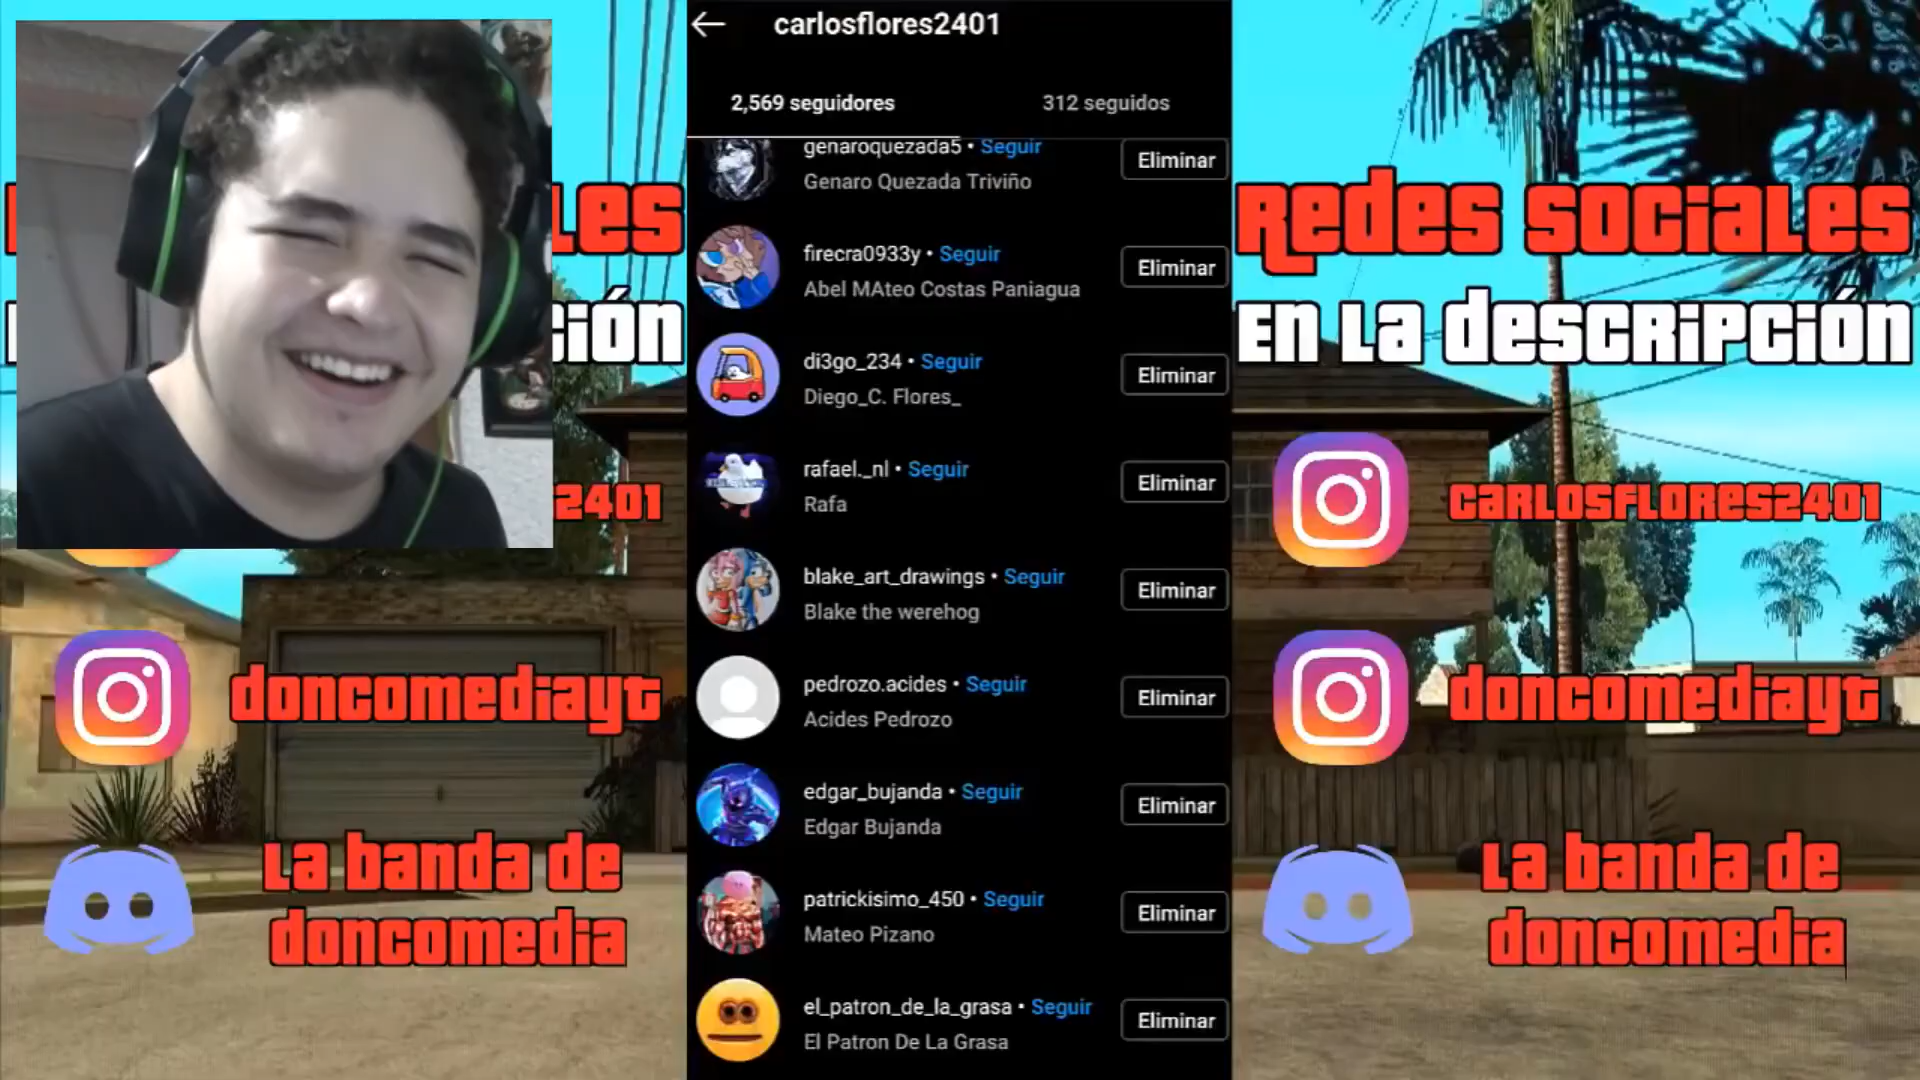 carlosflores2401
2,569 seguidores
312 seguidos
genaroquezada5 • Seguir
Genaro Quezada Triviño
Eliminar
firecra0933y • Seguir
Abel MAteo Costas Paniagua
Eliminar
di3go_234 • Seguir
Diego_C. Flores_
Eliminar
rafael._nl • Seguir
Rafa
Eliminar
blake_art_drawings • Seguir
Blake the werehog
Eliminar
pedrozo.acides • Seguir
Acides Pedrozo
Eliminar
edgar_bujanda • Seguir
Edgar Bujanda
Eliminar
patrickisimo_450 • Seguir
Mateo Pizano
Eliminar
el_patron_de_la_grasa • Seguir
El Patron De La Grasa
Eliminar
Les
ción
2401
doncomediayt
La banda de
doncomedia
Redes sociales
En la descripción
carlosflores2401
doncomediayt
La banda de
doncomedia